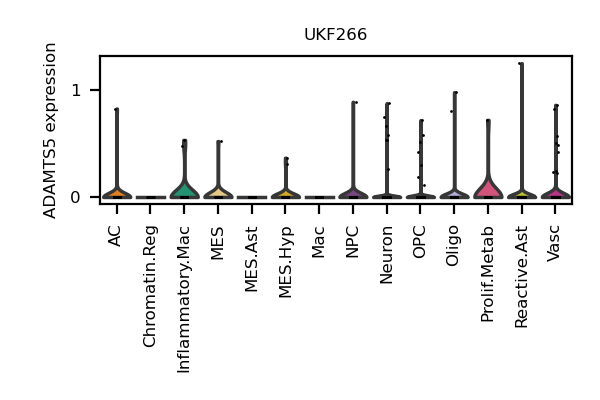 UKF266
ADAMTS5 expression
1
0
AC
Chromatin.Reg
Inflammatory.Mac
MES
MES.Ast
MES.Hyp
Mac
NPC
Neuron
OPC
Oligo
Prolif.Metab
Reactive.Ast
Vasc